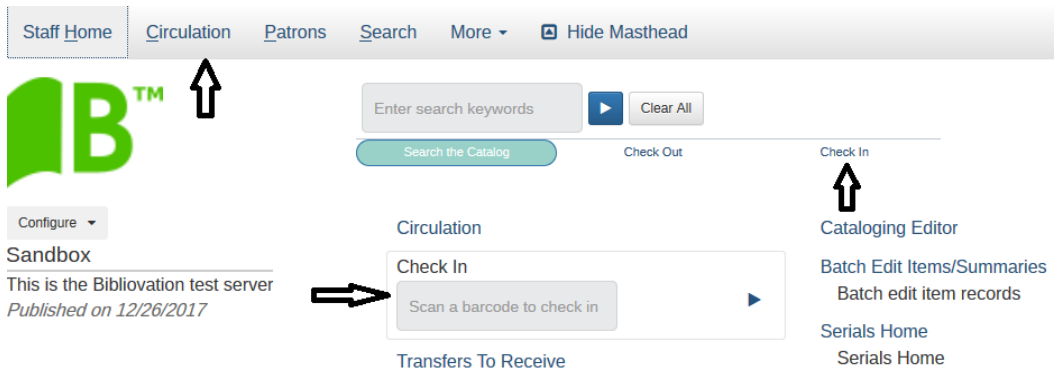 Staff Home Circulation Patrons Search More Hide Masthead
B™
Enter search keywords Clear All
Search the Catalog Check Out Check In
Configure
Sandbox
This is the Bibliovation test server
Published on 12/26/2017
Circulation
Check In
Scan a barcode to check in
Transfers To Receive
Cataloging Editor
Batch Edit Items/Summaries
Batch edit item records
Serials Home
Serials Home